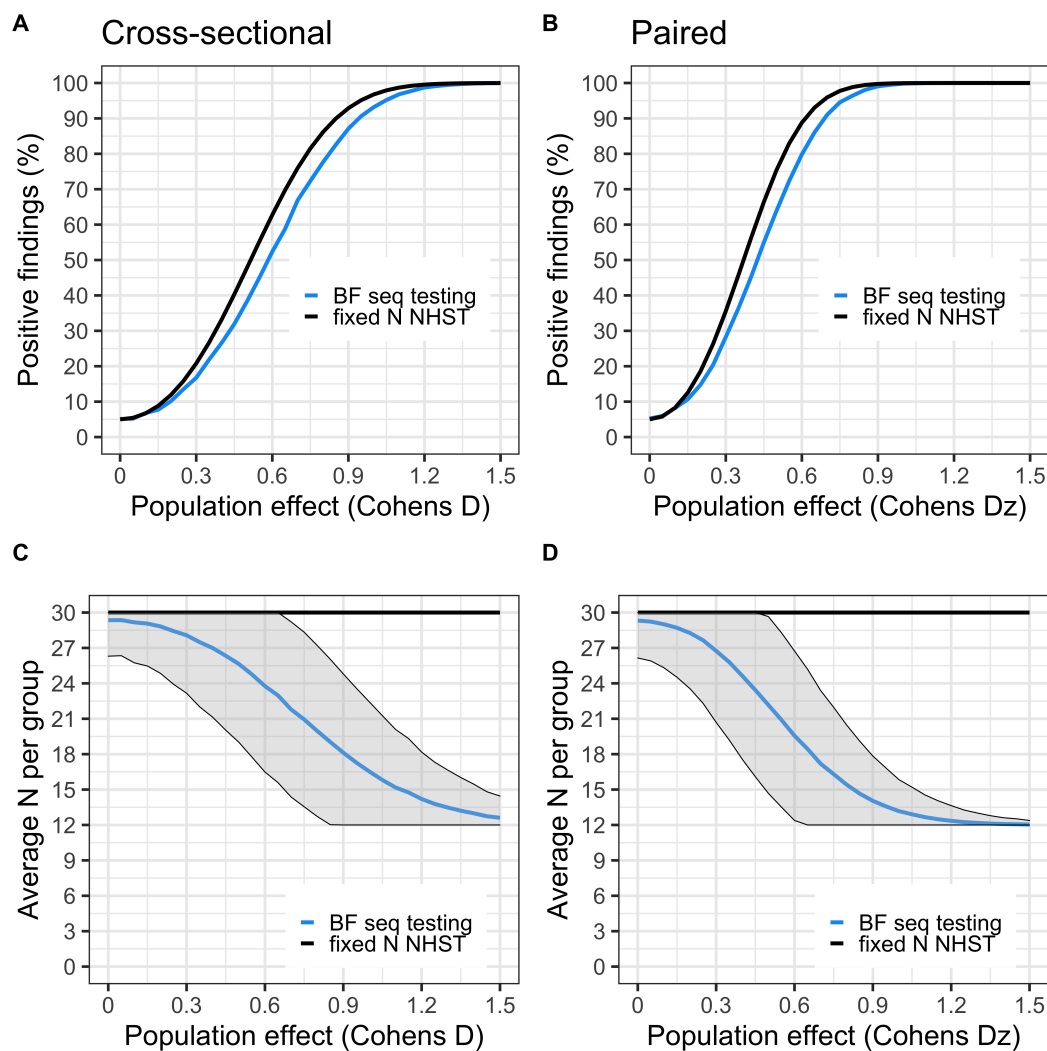 A
Cross-sectional
Positive findings (%)
100
90
80
70
60
50
40
30
20
10
0
BF seq testing
fixed N NHST
0 0.3 0.6 0.9 1.2 1.5
Population effect (Cohens D)
B
Paired
Positive findings (%)
100
90
80
70
60
50
40
30
20
10
0
BF seq testing
fixed N NHST
0 0.3 0.6 0.9 1.2 1.5
Population effect (Cohens Dz)
C
Average N per group
30
27
24
21
18
15
12
9
6
3
0
BF seq testing
fixed N NHST
0 0.3 0.6 0.9 1.2 1.5
Population effect (Cohens D)
D
Average N per group
30
27
24
21
18
15
12
9
6
3
0
BF seq testing
fixed N NHST
0 0.3 0.6 0.9 1.2 1.5
Population effect (Cohens Dz)